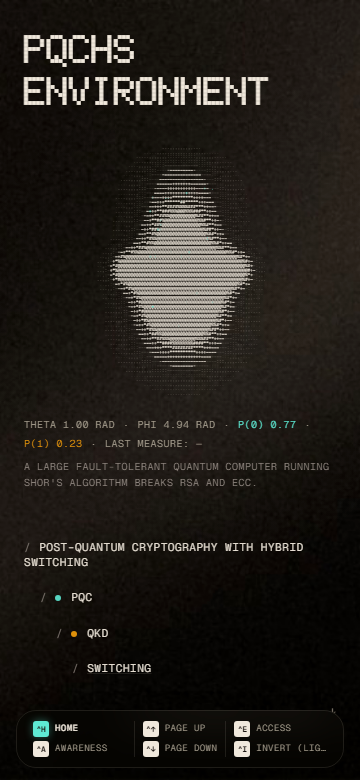 PQCHS
ENVIRONMENT
THETA 1.00 RAD · PHI 4.94 RAD · P(0) 0.77 ·
P(1) 0.23 · LAST MEASURE: —
A LARGE FAULT-TOLERANT QUANTUM COMPUTER RUNNING
SHOR'S ALGORITHM BREAKS RSA AND ECC.
/ POST-QUANTUM CRYPTOGRAPHY WITH HYBRID
SWITCHING
/ ● PQC
/ ● QKD
/ SWITCHING
^H HOME
^A AWARENESS
^↑ PAGE UP
^↓ PAGE DOWN
^E ACCESS
^I INVERT (LIG…